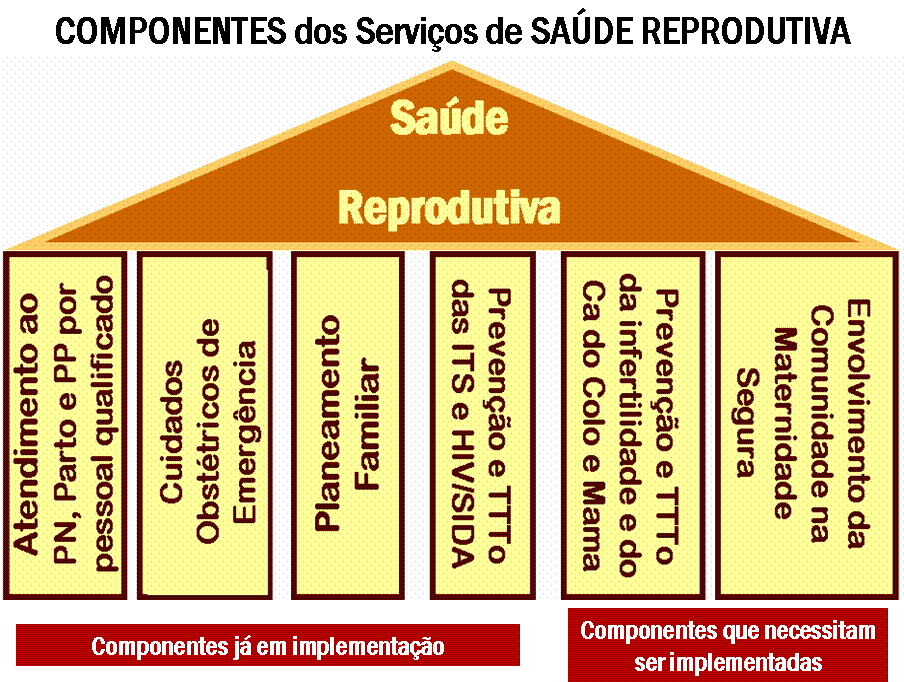 COMPONENTES dos Serviços de SAÚDE REPRODUTIVA
Saúde
Reprodutiva
Atendimento ao
PN, Parto e PP por
pessoal qualificado
Cuidados
Obstétricos de
Emergência
Planeamento
Familiar
Prevenção e TTTo
das ITS e HIV/SIDA
Prevenção e TTTo
da infertilidade e do
Ca do Colo e Mama
Envolvimento da
Comunidade na
Maternidade
Segura
Componentes já em implementação
Componentes que necessitam
ser implementadas